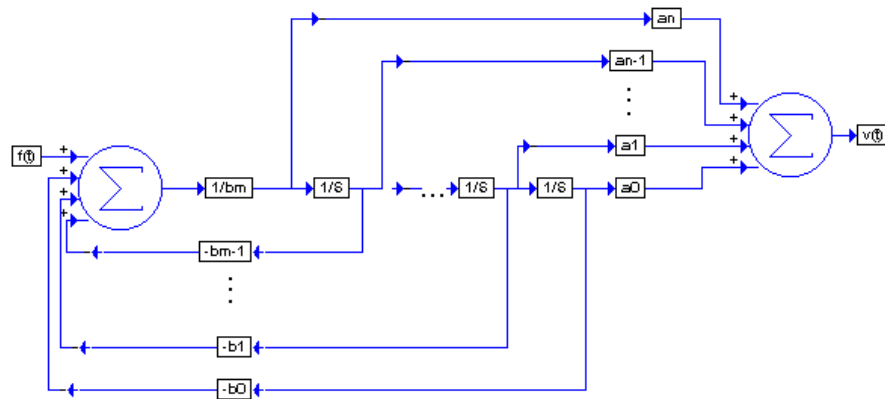 an
an-1
a1
f(t)
v(t)
1/bm
1/S
1/S
1/S
a0
-bm-1
-b1
-b0